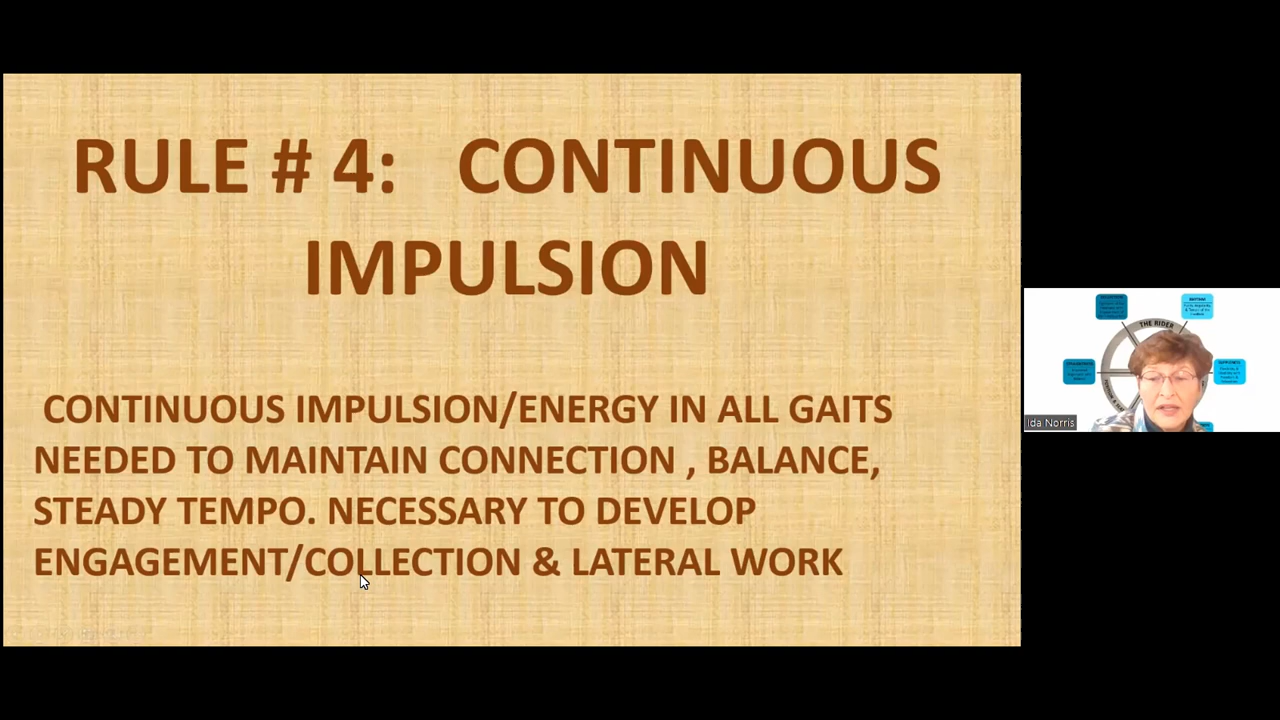 RULE # 4: CONTINUOUS
IMPULSION
CONTINUOUS IMPULSION/ENERGY IN ALL GAITS
NEEDED TO MAINTAIN CONNECTION , BALANCE,
STEADY TEMPO. NECESSARY TO DEVELOP
ENGAGEMENT/COLLECTION & LATERAL WORK
THE RIDER
Ida Norris